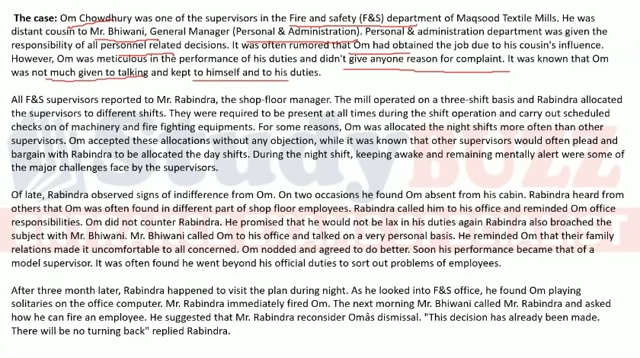 The case: Om Chowdhury was one of the supervisors in the Fire and safety (F&S) department of Maqsood Textile Mills. He was
distant cousin to Mr. Bhiwani, General Manager (Personal & Administration). Personal & administration department was given the
responsibility of all personnel related decisions. It was often rumored that Om had obtained the job due to his cousin's influence.
However, Om was meticulous in the performance of his duties and didn't give anyone reason for complaint. It was known that Om
was not much given to talking and kept to himself and to his duties.
All F&S supervisors reported to Mr. Rabindra, the shop-floor manager. The mill operated on a three-shift basis and Rabindra allocated
the supervisors to different shifts. They were required to be present at all times during the shift operation and carry out scheduled
checks on of machinery and fire fighting equipments. For some reasons, Om was allocated the night shifts more often than other
supervisors. Om accepted these allocations without any objection, while it was known that other supervisors would often plead and
bargain with Rabindra to be allocated the day shifts. During the night shift, keeping awake and remaining mentally alert were some of
the major challenges face by the supervisors.
Of late, Rabindra observed signs of indifference from Om. On two occasions he found Om absent from his cabin. Rabindra heard from
others that Om was often found in different part of shop floor employees. Rabindra called him to his office and reminded Om office
responsibilities. Om did not counter Rabindra. He promised that he would not be lax in his duties again Rabindra also broached the
subject with Mr. Bhiwani. Mr. Bhiwani called Om to his office and talked on a very personal basis. He reminded Om that their family
relations made it uncomfortable to all concerned. Om nodded and agreed to do better. Soon his performance became that of a
model supervisor. It was often found he went beyond his official duties to sort out problems of employees.
After three month later, Rabindra happened to visit the plan during night. As he looked into F&S office, he found Om playing
solitaries on the office computer. Mr. Rabindra immediately fired Om. The next morning Mr. Bhiwani called Mr. Rabindra and asked
how he can fire an employee. He suggested that Mr. Rabindra reconsider Omâs dismissal. "This decision has already been made.
There will be no turning back" replied Rabindra.